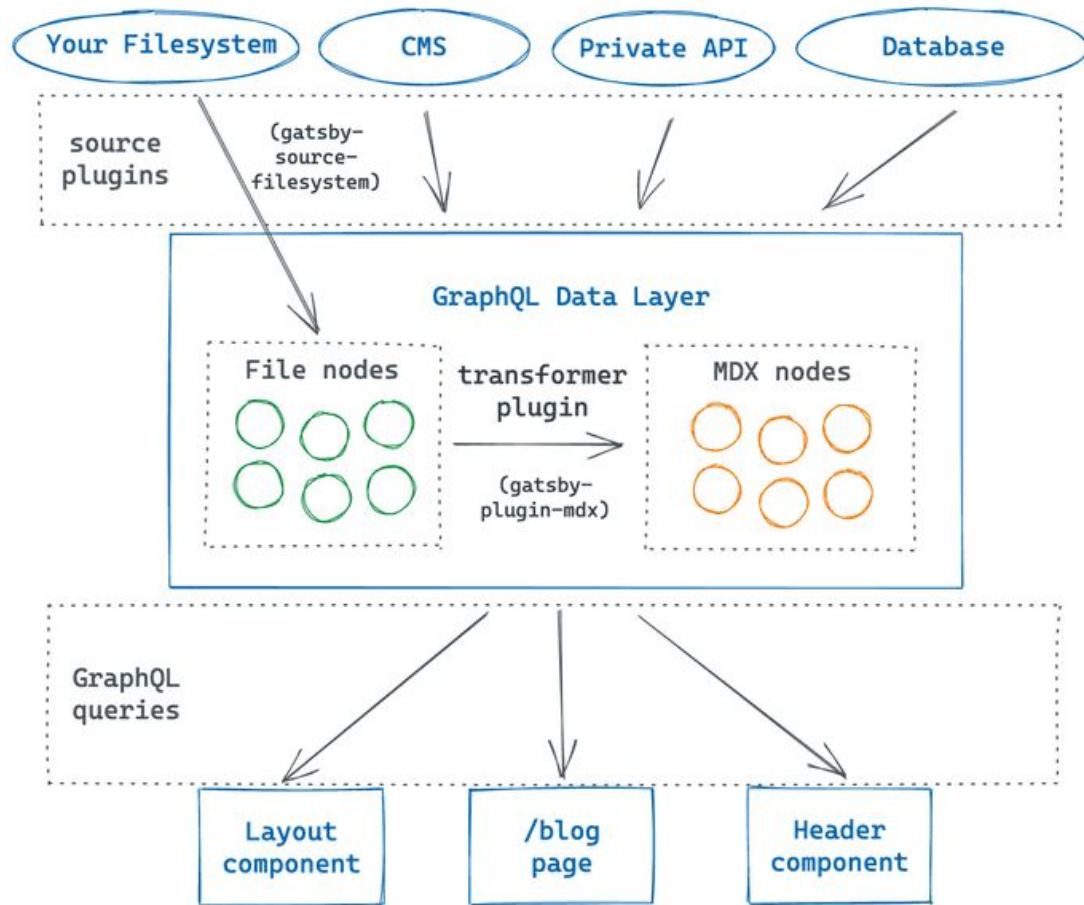 Your Filesystem
CMS
Private API
Database
source
plugins
(gatsby-
source-
filesystem)
GraphQL Data Layer
File nodes
transformer
plugin
(gatsby-
plugin-mdx)
MDX nodes
GraphQL
queries
Layout
component
/blog
page
Header
component